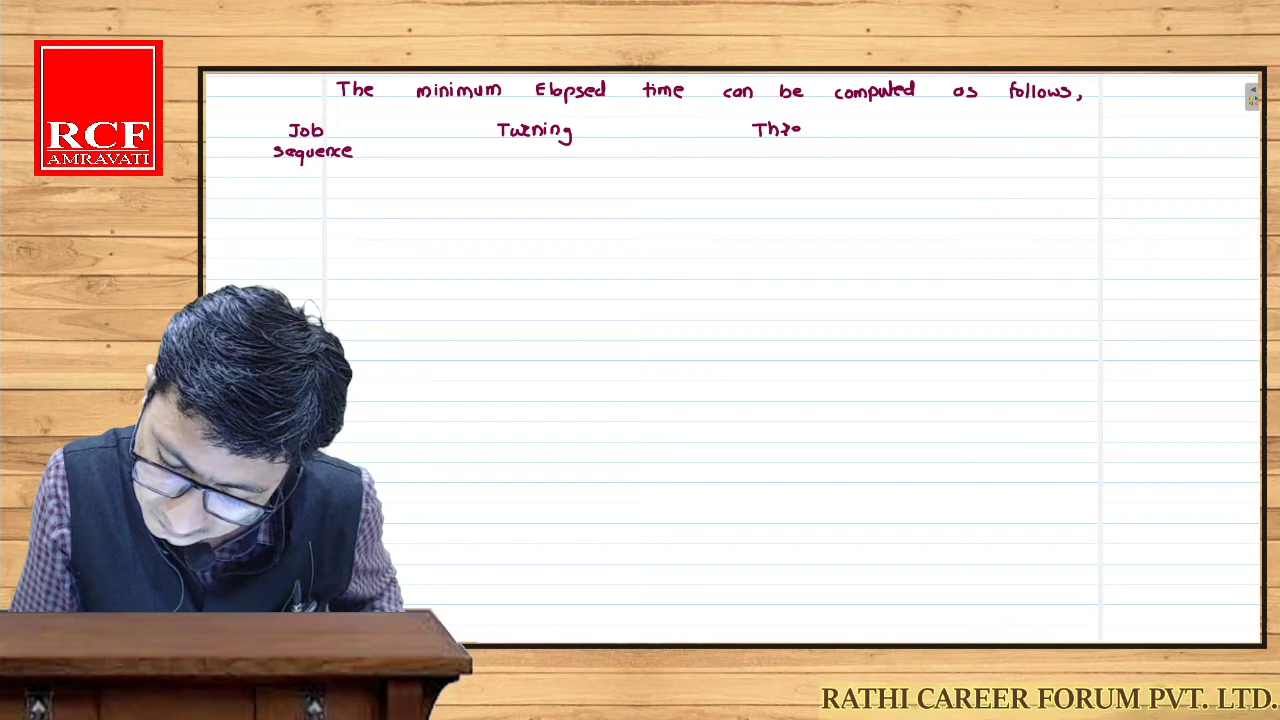 RCF
AMRAVATI
The minimum Elapsed time can be computed as follows,
Job Turning Thre
sequence
RATHI CAREER FORUM PVT. LTD.